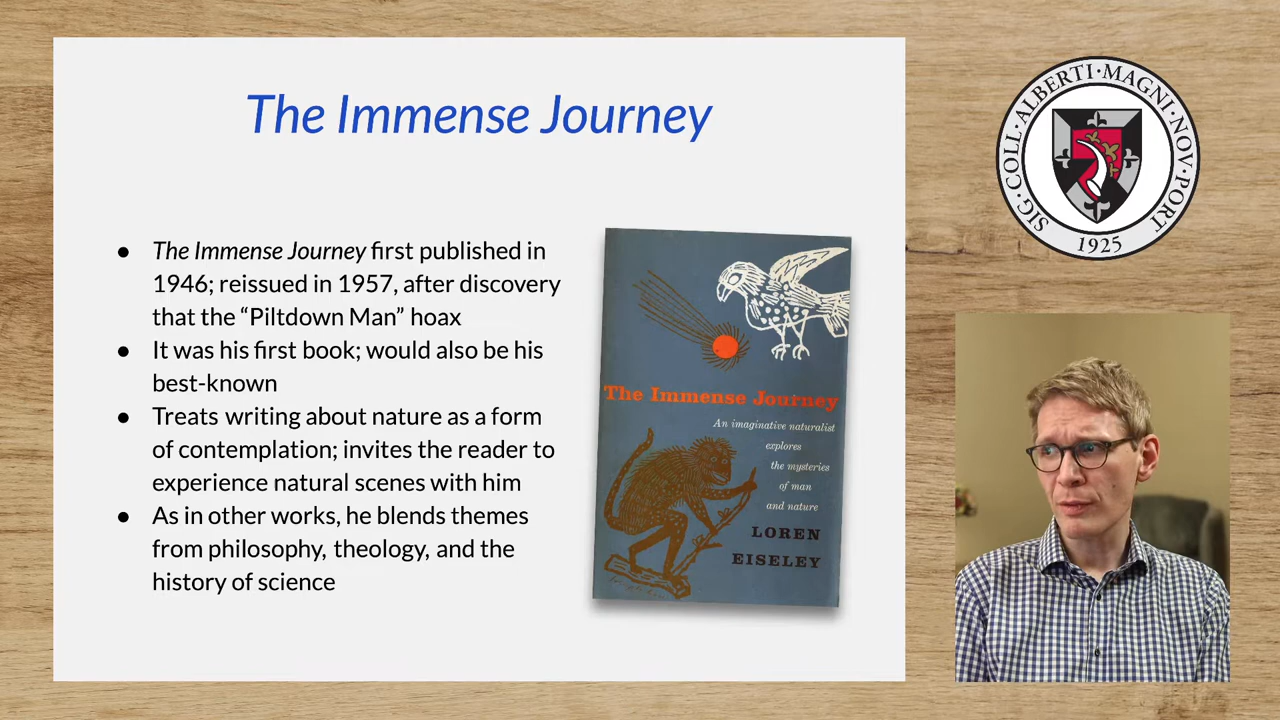 The Immense Journey
● The Immense Journey first published in
1946; reissued in 1957, after discovery
that the “Piltdown Man” hoax
● It was his first book; would also be his
best-known
● Treats writing about nature as a form
of contemplation; invites the reader to
experience natural scenes with him
● As in other works, he blends themes
from philosophy, theology, and the
history of science
The Immense Journey
An imaginative naturalist
explores
the mysteries
of man
and nature
LOREN
EISELEY
SIG·COLL·ALBERTI·MAGNI·NOV·PORT
1925